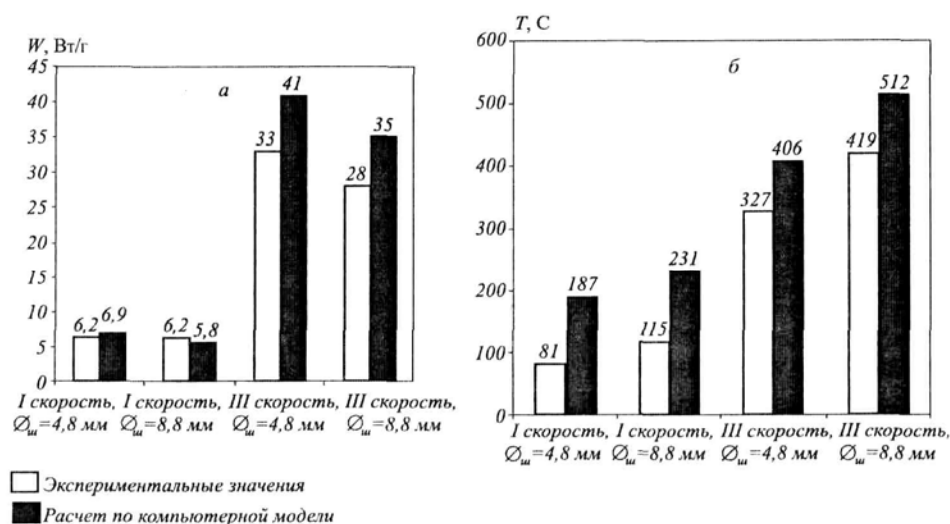 W, Вт/г
45
40
35
30
25
20
15
10
5
0
а
6,2
6,9
6,2
5,8
33
41
28
35
I скорость,
∅ш=4,8 мм
I скорость,
∅ш=8,8 мм
III скорость,
∅ш=4,8 мм
III скорость,
∅ш=8,8 мм
T, С
600
500
400
300
200
100
0
б
81
187
115
231
327
406
419
512
I скорость,
∅ш=4,8 мм
I скорость,
∅ш=8,8 мм
III скорость,
∅ш=4,8 мм
III скорость,
∅ш=8,8 мм
Экспериментальные значения
Расчет по компьютерной модели